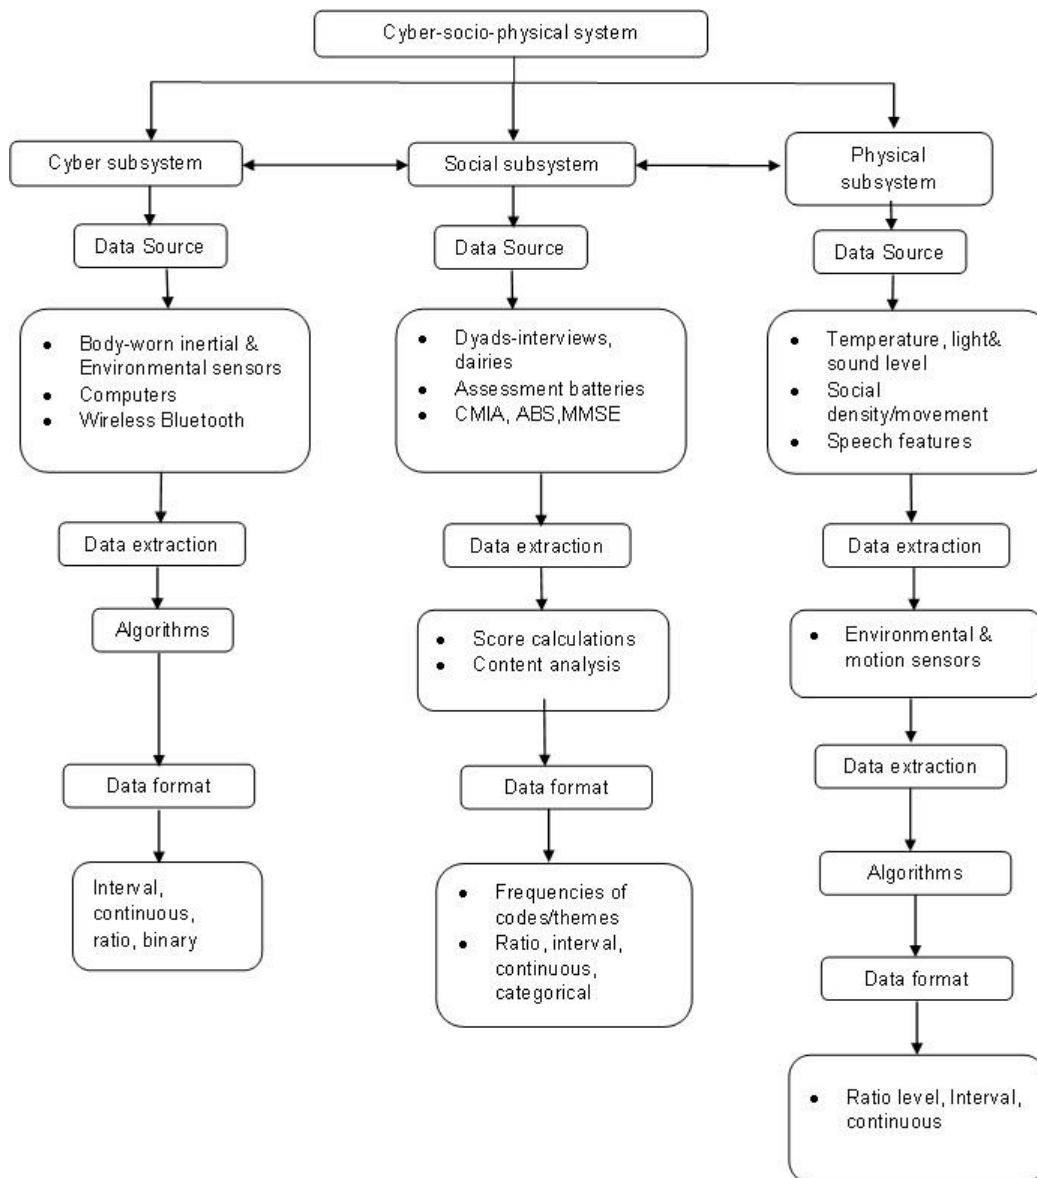 Cyber-socio-physical system
Cyber subsystem
Social subsystem
Physical
subsystem
Data Source
Data Source
Data Source
• Body-worn inertial &
Environmental sensors
• Computers
• Wireless Bluetooth
• Dyads-interviews,
dairies
• Assessment batteries
• CMIA, ABS,MMSE
• Temperature, light&
sound level
• Social
density/movement
• Speech features
Data extraction
Data extraction
Data extraction
Algorithms
• Score calculations
• Content analysis
• Environmental &
motion sensors
Data format
Data format
Data extraction
Interval,
continuous,
ratio, binary
• Frequencies of
codes/themes
• Ratio, interval,
continuous,
categorical
Algorithms
Data format
• Ratio level, Interval,
continuous